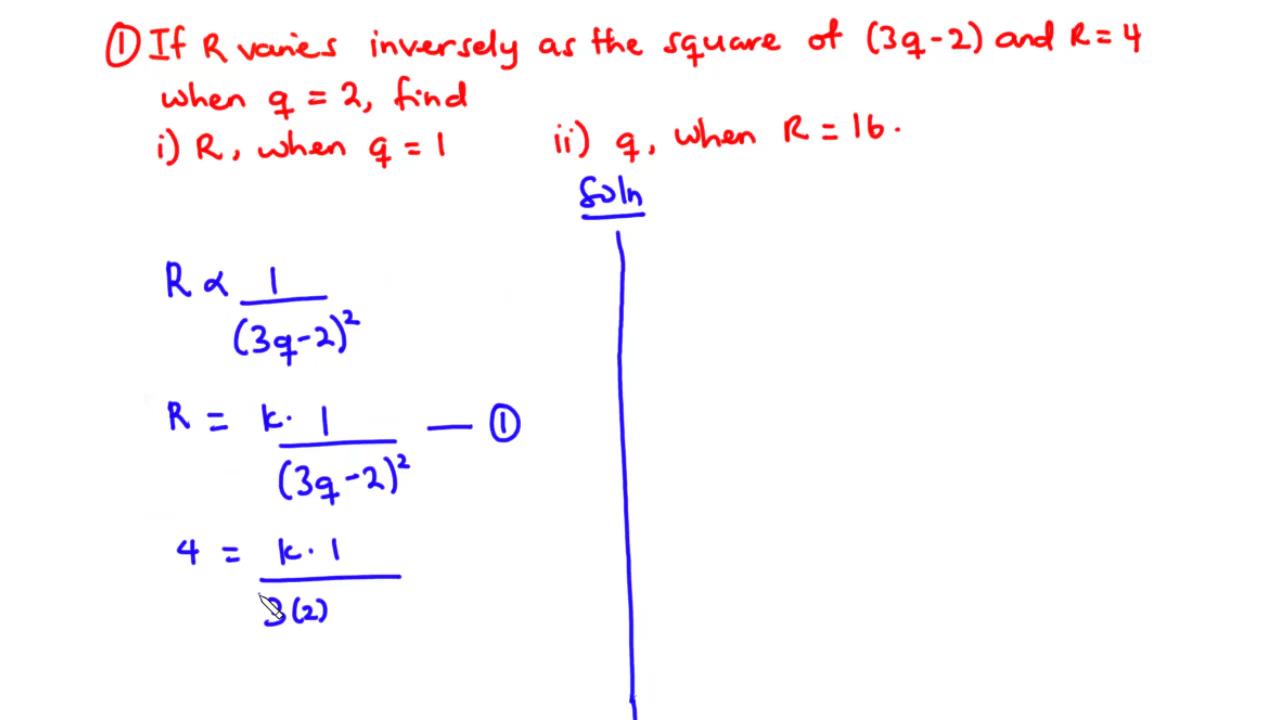 ① If R varies inversely as the square of (3q-2) and R = 4
when q = 2, find
i) R, when q = 1 ii) q, when R = 16.
Soln
R ∝ 1/(3q-2)²
R = k · 1/(3q-2)² — ①
4 = k · 1/3(2)